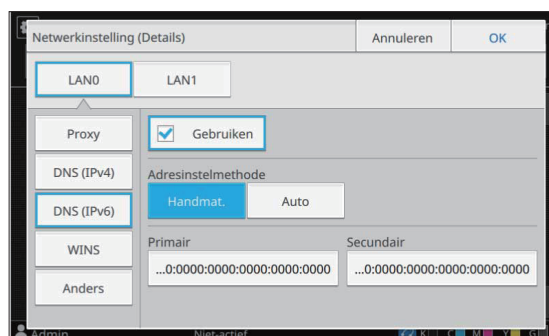 Netwerkinstelling (Details) Annuleren OK
LAN0 LAN1
Proxy Gebruiken
DNS (IPv4) Adresinstelmethode
DNS (IPv6) Handmat. Auto
WINS Primair Secundair
...0:0000:0000:0000:0000:0000 ...0:0000:0000:0000:0000:0000
Anders
Admin Niet-actief K C M Y G